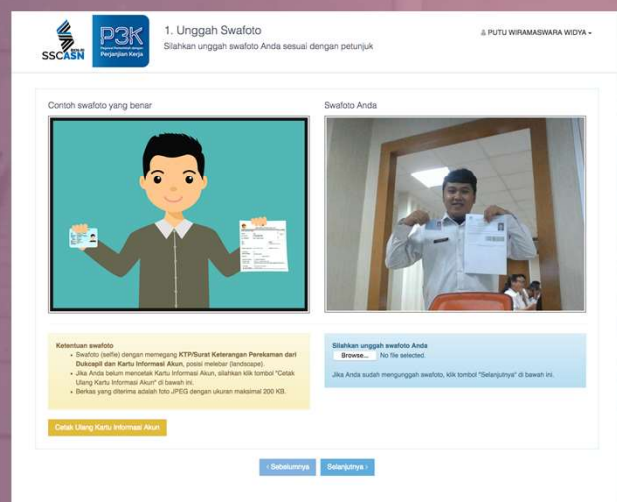 SSCASN
BKN-RI
P3K
Pegawai Pemerintah dengan
Perjanjian Kerja
1. Unggah Swafoto
Silahkan unggah swafoto Anda sesuai dengan petunjuk
PUTU WIRAMASWARA WIDYA
Contoh swafoto yang benar
Swafoto Anda
Ketentuan swafoto
• Swafoto (selfie) dengan memegang KTP/Surat Keterangan Perekaman dari
Dukcapil dan Kartu Informasi Akun, posisi melebar (landscape).
• Jika Anda belum mencetak Kartu Informasi Akun, silahkan klik tombol "Cetak
Ulang Kartu Informasi Akun" di bawah ini.
• Berkas yang diterima adalah foto JPEG dengan ukuran maksimal 200 KB.
Silahkan unggah swafoto Anda
Browse... No file selected.
Jika Anda sudah mengunggah swafoto, klik tombol "Selanjutnya" di bawah ini.
Cetak Ulang Kartu Informasi Akun
‹ Sebelumnya
Selanjutnya ›